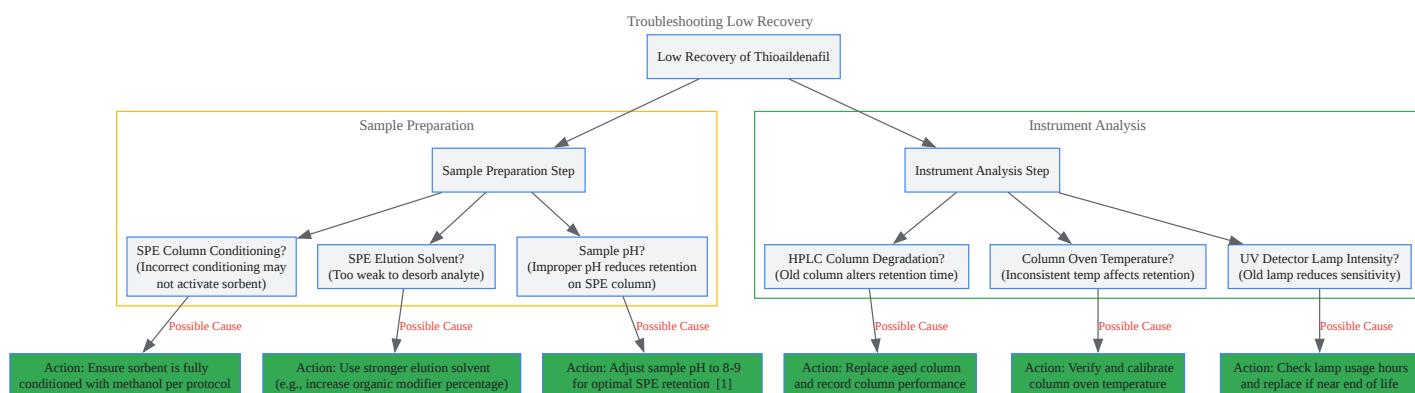 Troubleshooting Low Recovery
Low Recovery of Thioaildenafil
Sample Preparation
Instrument Analysis
Sample Preparation Step
Instrument Analysis Step
SPE Column Conditioning?
(Incorrect conditioning may
not activate sorbent)
SPE Elution Solvent?
(Too weak to desorb analyte)
Sample pH?
(Improper pH reduces retention
on SPE column)
HPLC Column Degradation?
(Old column alters retention time)
Column Oven Temperature?
(Inconsistent temp affects retention)
UV Detector Lamp Intensity?
(Old lamp reduces sensitivity)
Possible Cause
Possible Cause
Possible Cause
Possible Cause
Possible Cause
Possible Cause
Action: Ensure sorbent is fully
conditioned with methanol per protocol
Action: Use stronger elution solvent
(e.g., increase organic modifier percentage)
Action: Adjust sample pH to 8-9
for optimal SPE retention [1]
Action: Replace aged column
and record column performance
Action: Verify and calibrate
column oven temperature
Action: Check lamp usage hours
and replace if near end of life